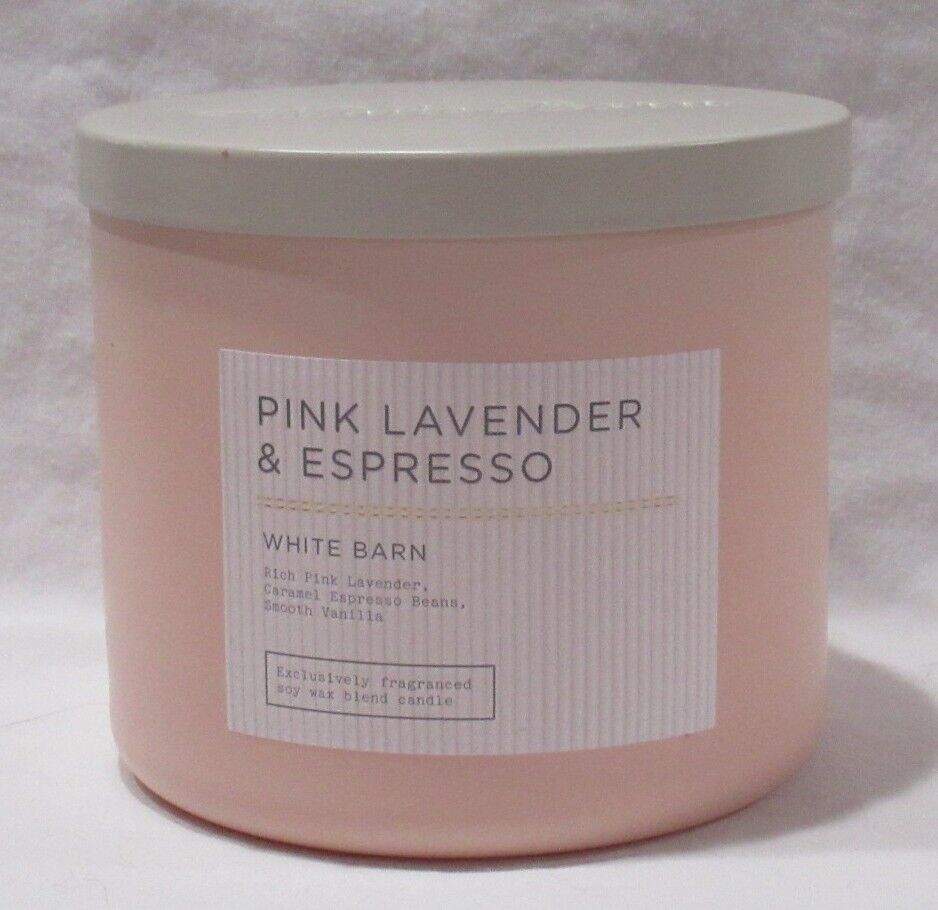 PINK LAVENDER
& ESPRESSO
WHITE BARN
Rich Pink Lavender,
Caramel Espresso Beans,
Smooth Vanilla
Exclusively fragranced
soy wax blend candle